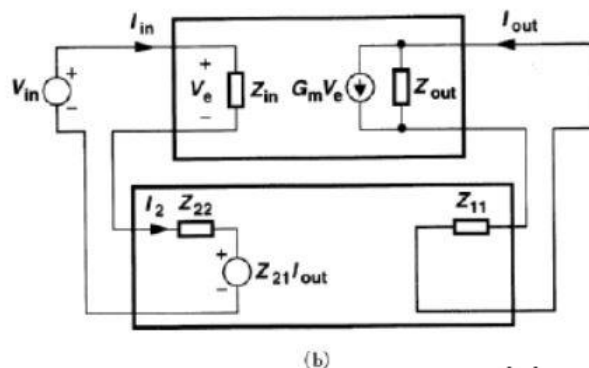 I_in
I_out
V_in + −
+ V_e − Z_in
G_mV_e
Z_out
I_2 Z_22
Z_11
+ − Z_21I_out
(b)